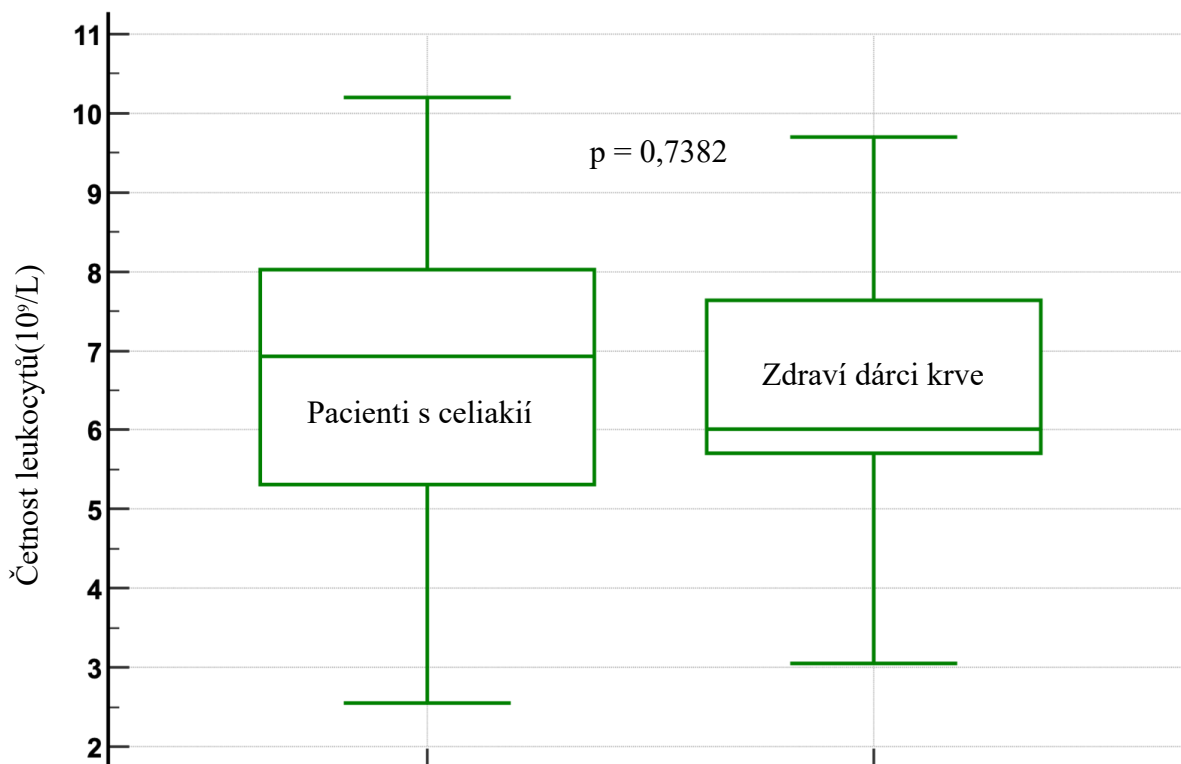 11
10
9
8
7
6
5
4
3
2
Četnost leukocytů(10⁹/L)
p = 0,7382
Pacienti s celiakií
Zdraví dárci krve